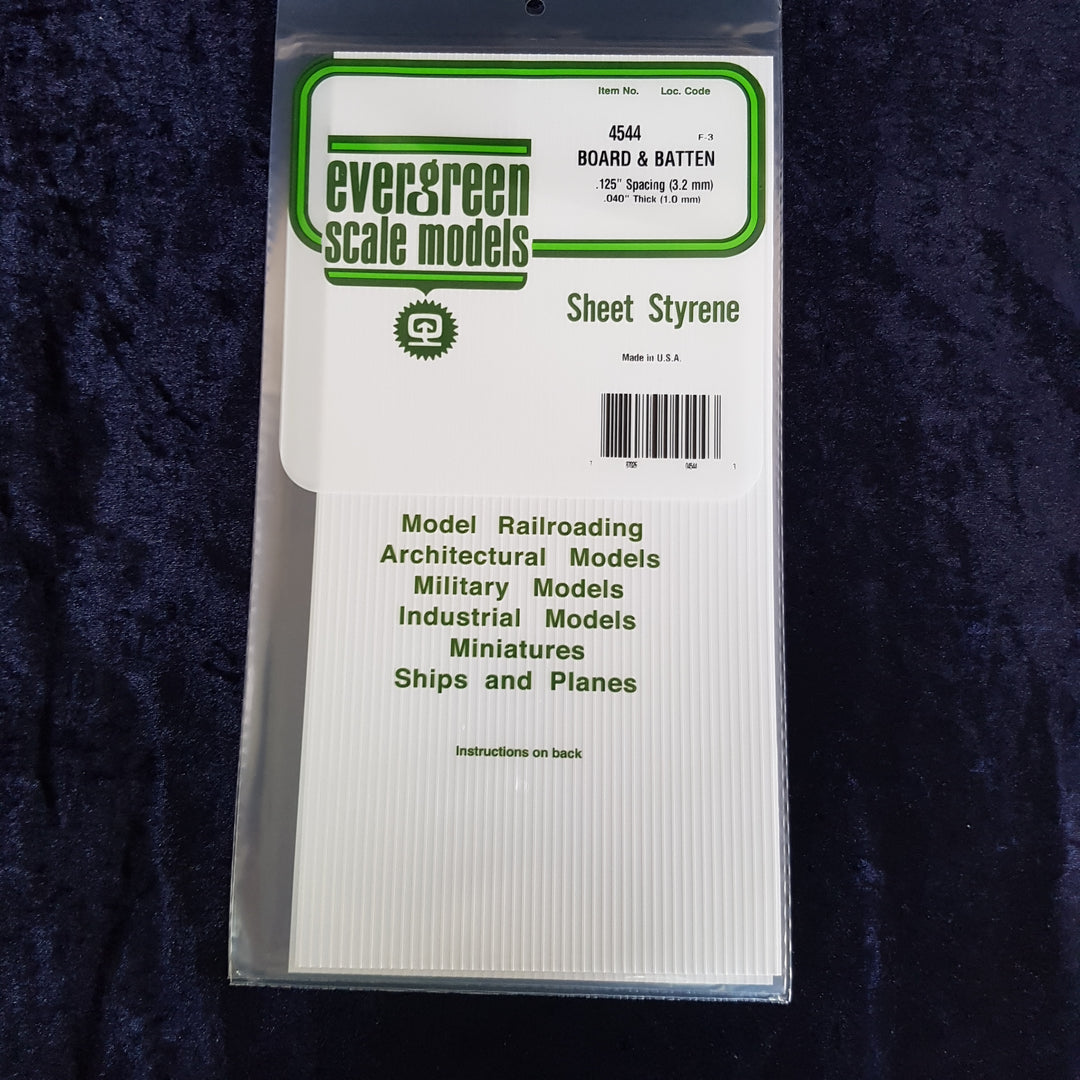 Item No. Loc. Code
4544 F-3
BOARD & BATTEN
.125" Spacing (3.2 mm)
.040" Thick (1.0 mm)
evergreen
scale models
Sheet Styrene
Made in U.S.A.
Model Railroading
Architectural Models
Military Models
Industrial Models
Miniatures
Ships and Planes
Instructions on back